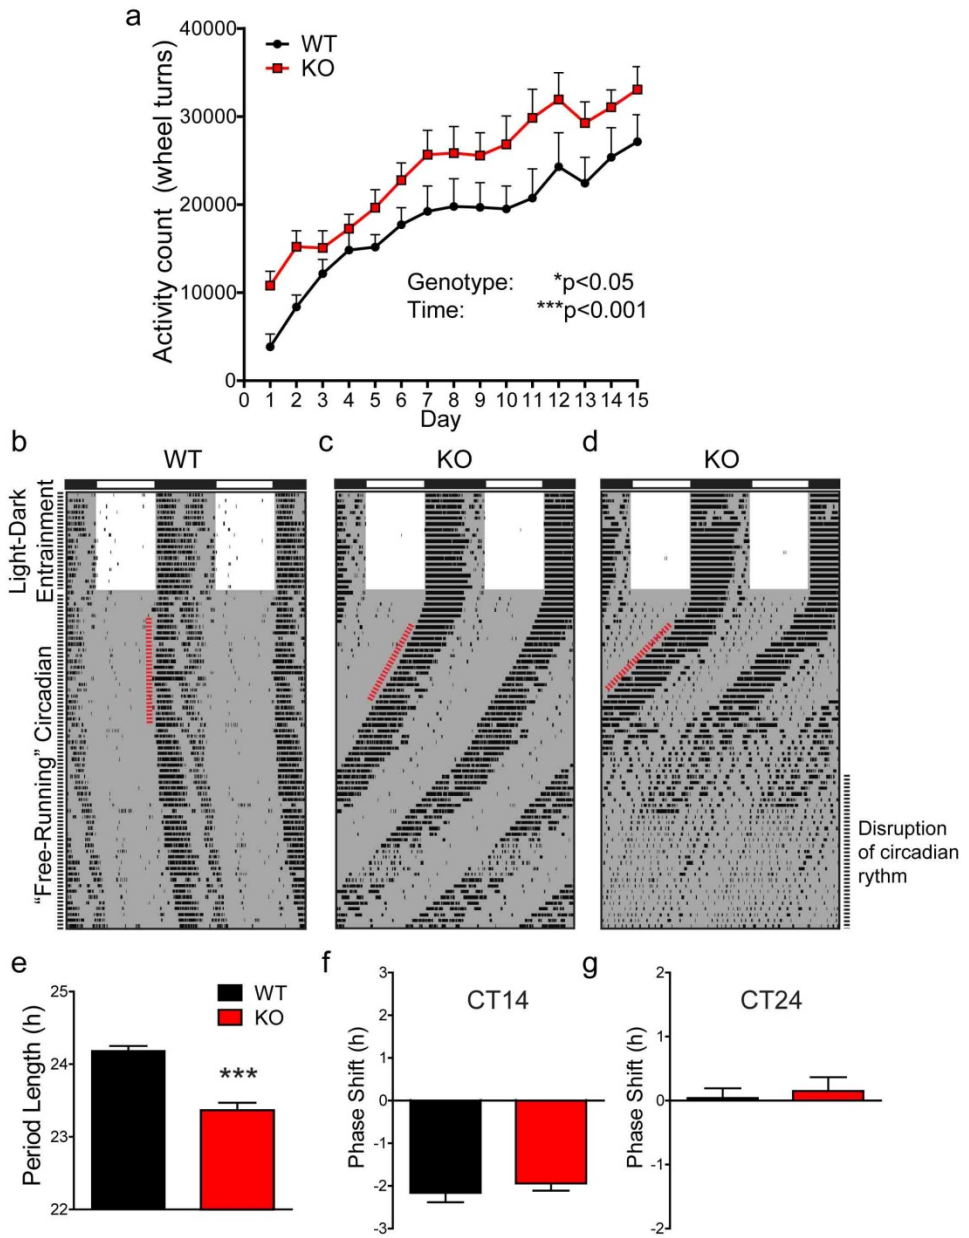 a
40000
30000
20000
10000
0
Activity count (wheel turns)
WT
KO
Genotype: *p<0.05
Time: ***p<0.001
0 1 2 3 4 5 6 7 8 9 10 11 12 13 14 15
Day
b
WT
c
KO
d
KO
Light-Dark
Entrainment
“Free-Running” Circadian
Disruption
of circadian
rythm
e
25
24
23
22
Period Length (h)
WT
KO
***
f
CT14
3
2
1
0
-1
-2
-3
Phase Shift (h)
g
CT24
2
1
0
-1
-2
Phase Shift (h)